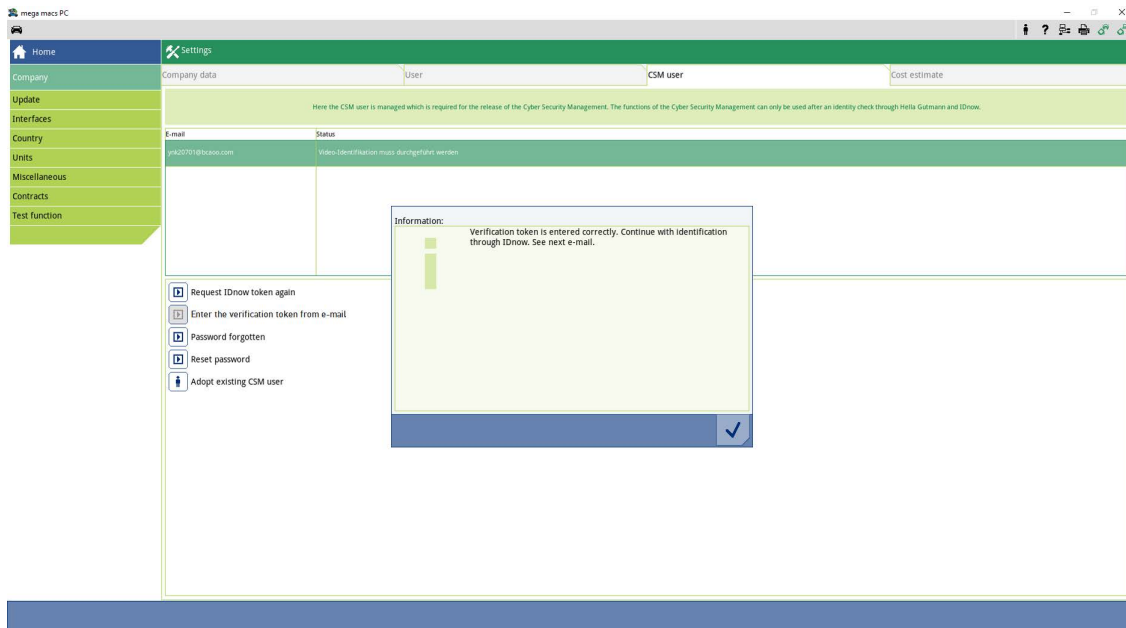 mega macs PC
Home
Settings
Company
Company data
User
CSM user
Cost estimate
Update
Here the CSM user is managed which is required for the release of the Cyber Security Management. The functions of the Cyber Security Management can only be used after an identity check through Hella Gutmann and IDnow.
Interfaces
E-mail
Status
Country
ynk20701@bcaoo.com
Video-Identifikation muss durchgeführt werden
Units
Miscellaneous
Contracts
Test function
Information:
Verification token is entered correctly. Continue with identification
through IDnow. See next e-mail.
Request IDnow token again
Enter the verification token from e-mail
Password forgotten
Reset password
Adopt existing CSM user